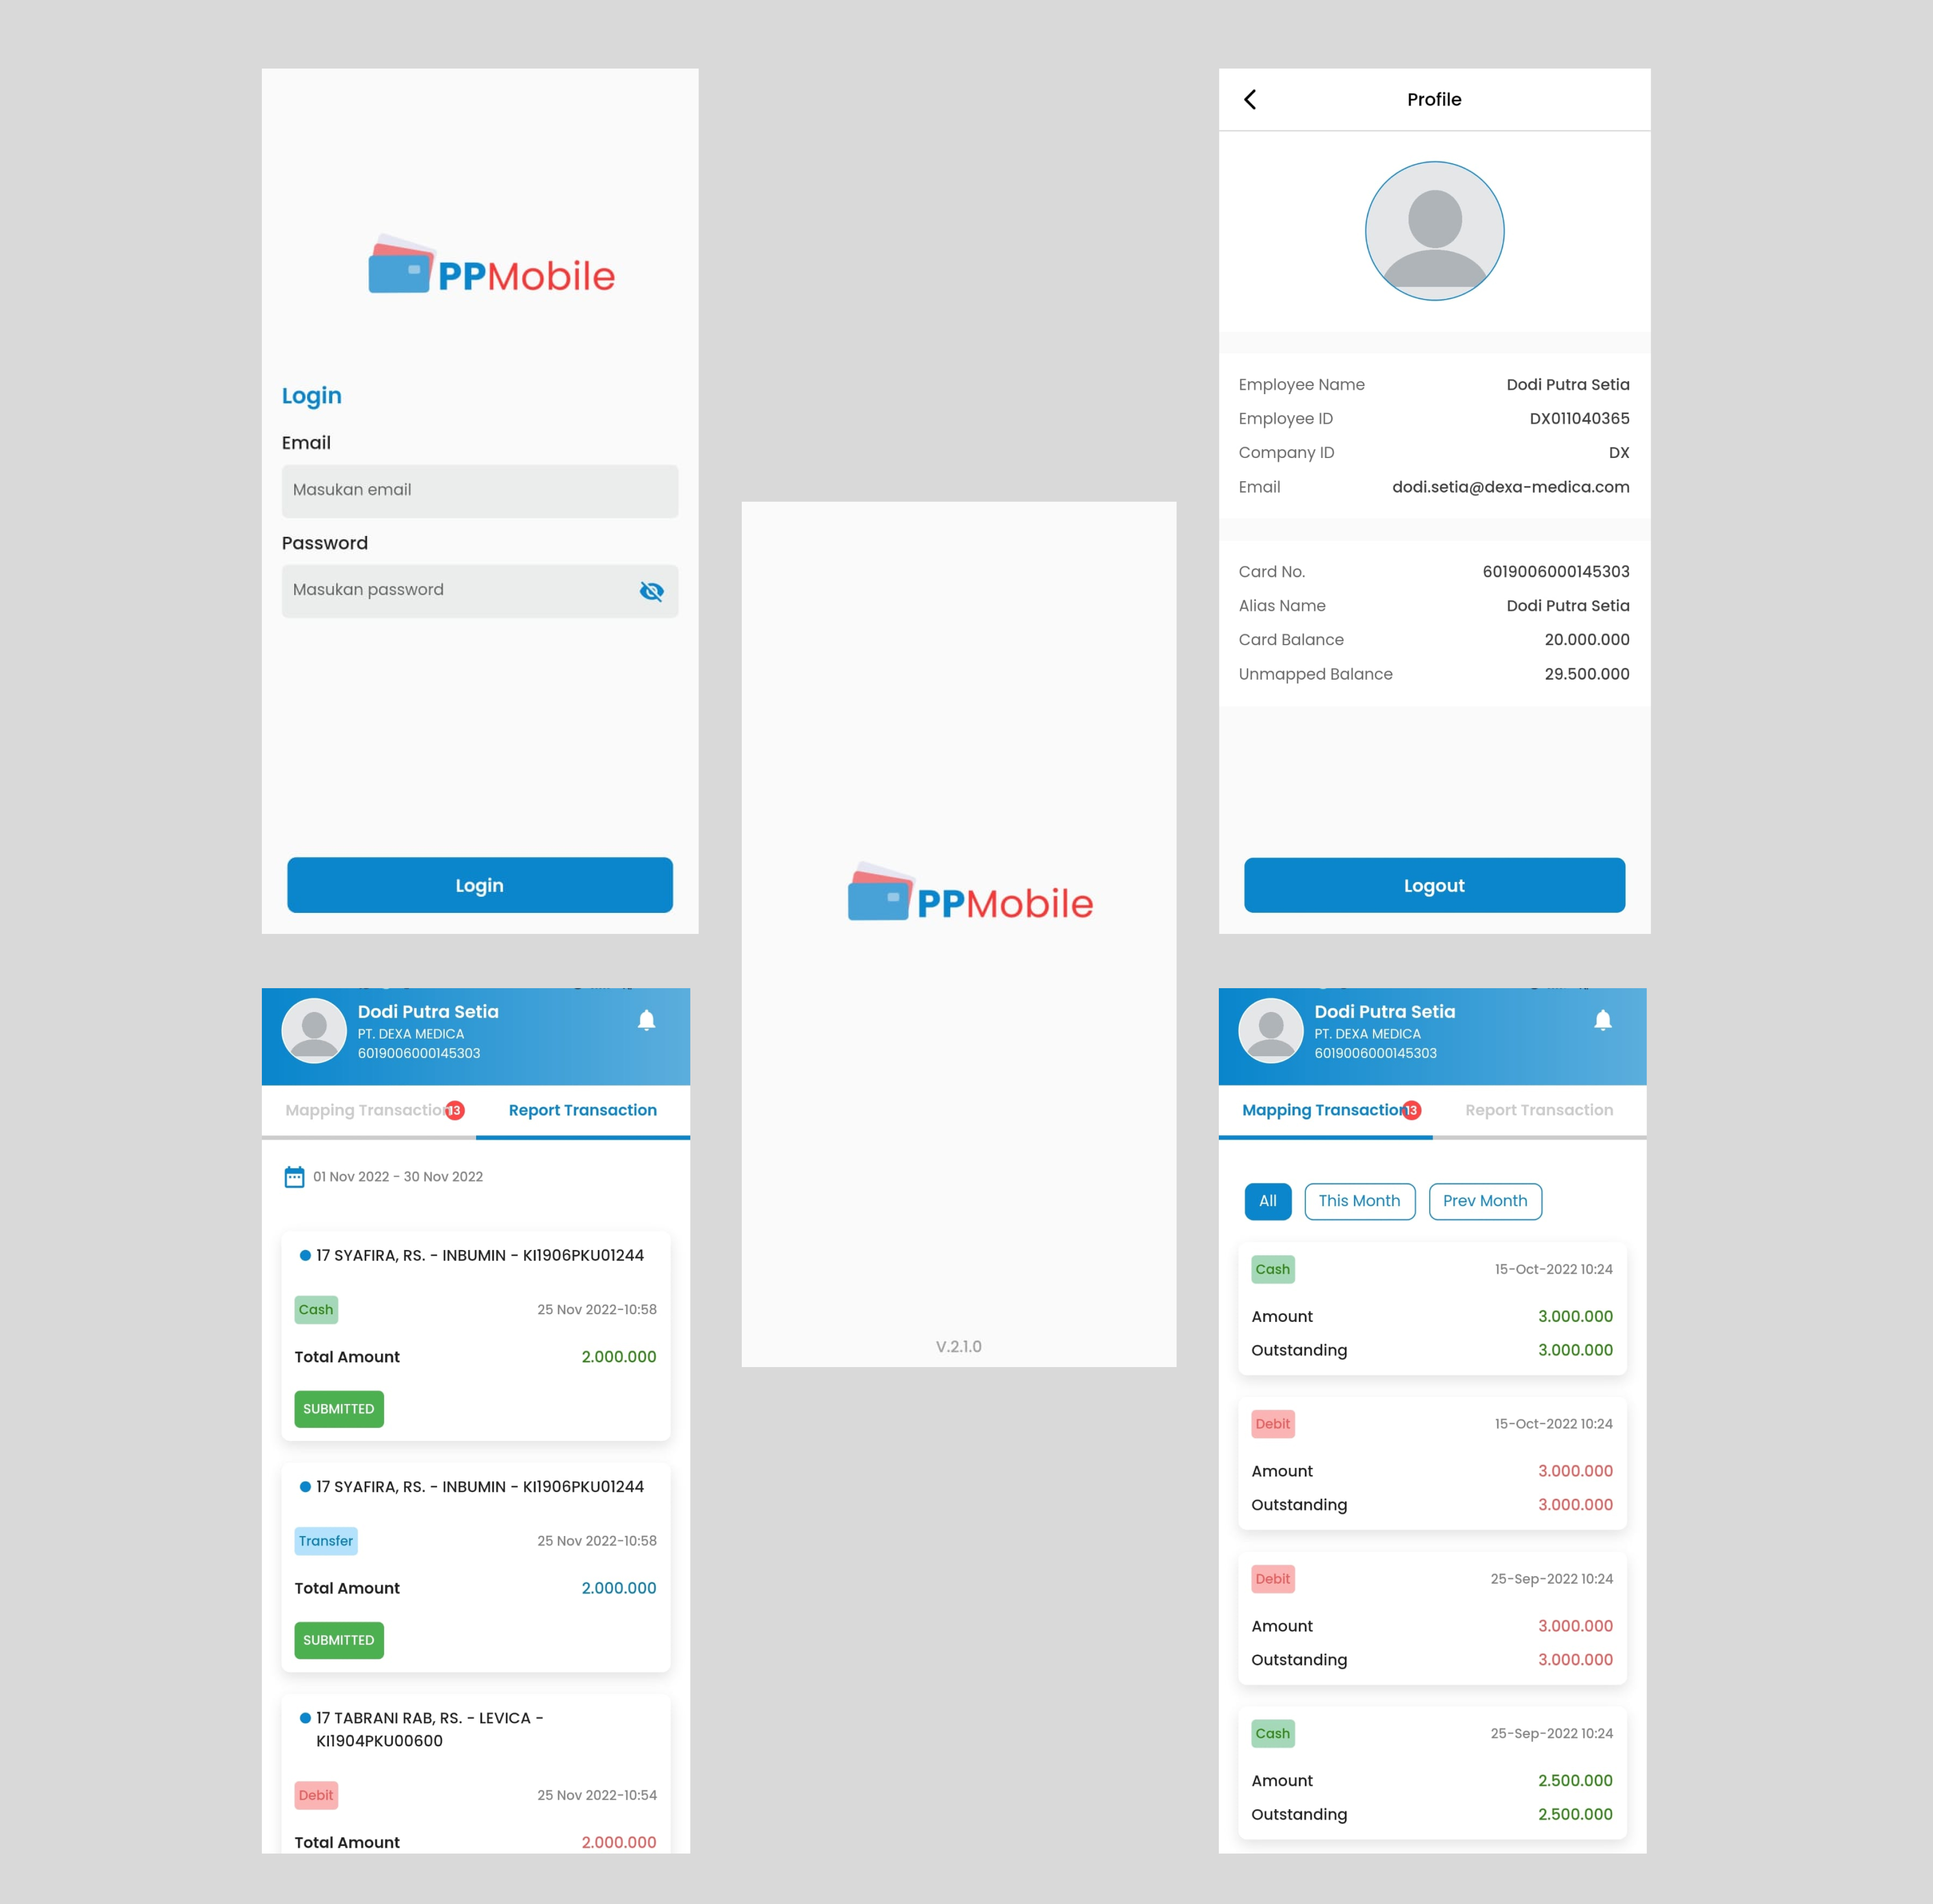 PPMobile
Login
Email
Masukan email
Password
Masukan password
Login
PPMobile
V.2.1.0
Profile
Employee Name Dodi Putra Setia
Employee ID DX011040365
Company ID DX
Email dodi.setia@dexa-medica.com
Card No. 6019006000145303
Alias Name Dodi Putra Setia
Card Balance 20.000.000
Unmapped Balance 29.500.000
Logout
Dodi Putra Setia
PT. DEXA MEDICA
6019006000145303
Mapping Transaction 13 Report Transaction
01 Nov 2022 - 30 Nov 2022
17 SYAFIRA, RS. - INBUMIN - KI1906PKU01244
Cash 25 Nov 2022-10:58
Total Amount 2.000.000
SUBMITTED
17 SYAFIRA, RS. - INBUMIN - KI1906PKU01244
Transfer 25 Nov 2022-10:58
Total Amount 2.000.000
SUBMITTED
17 TABRANI RAB, RS. - LEVICA -
KI1904PKU00600
Debit 25 Nov 2022-10:54
Total Amount 2.000.000
Dodi Putra Setia
PT. DEXA MEDICA
6019006000145303
Mapping Transaction 13 Report Transaction
All This Month Prev Month
Cash 15-Oct-2022 10:24
Amount 3.000.000
Outstanding 3.000.000
Debit 15-Oct-2022 10:24
Amount 3.000.000
Outstanding 3.000.000
Debit 25-Sep-2022 10:24
Amount 3.000.000
Outstanding 3.000.000
Cash 25-Sep-2022 10:24
Amount 2.500.000
Outstanding 2.500.000